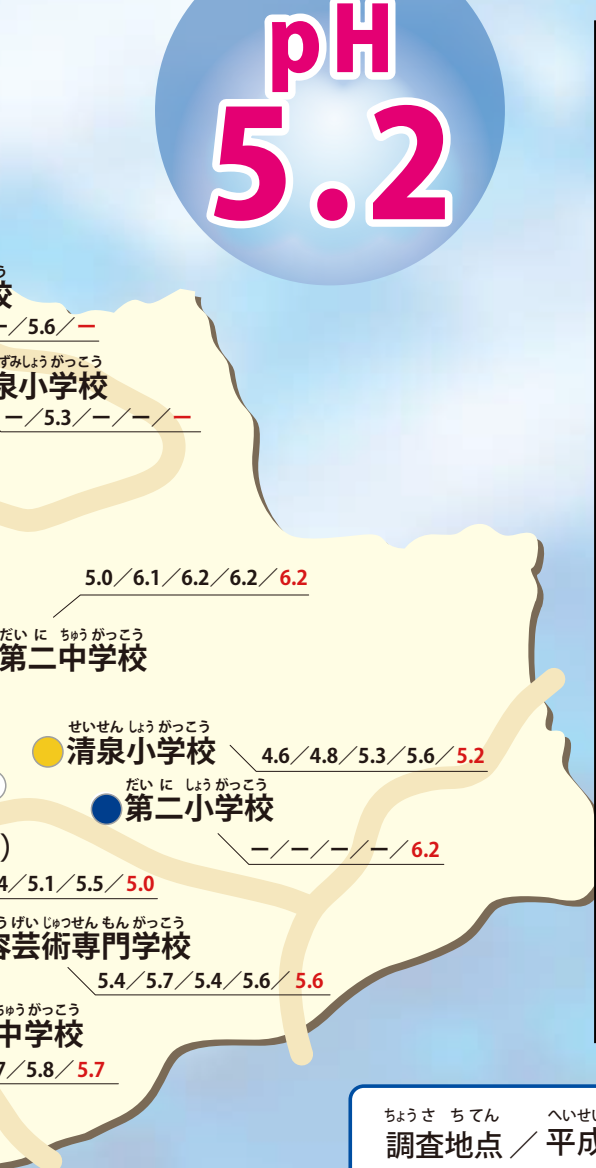 pH
5.2
う
校
／5.6／ー
ずみしょうがっこう
泉小学校
ー／5.3／ー／ー／ー
5.0／6.1／6.2／6.2／6.2
だいに ちゅうがっこう
第二中学校
せいせんしょうがっこう
清泉小学校
4.6／4.8／5.3／5.6／5.2
だいに しょうがっこう
第二小学校
ー／ー／ー／ー／6.2
）
4／5.1／5.5／5.0
うげいじゅつせんもんがっこう
容芸術専門学校
5.4／5.7／5.4／5.6／5.6
ちゅうがっこう
中学校
7／5.8／5.7
ちょうさ ちてん へいせい
調査地点／平成